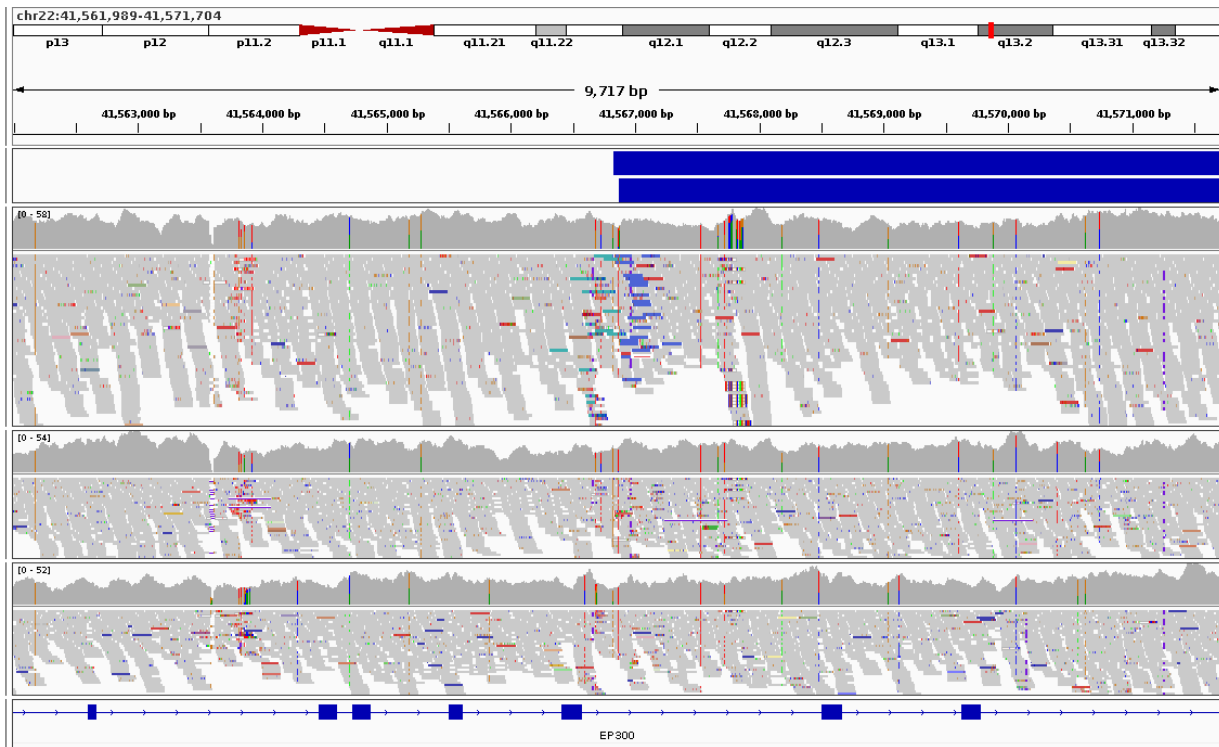 chr22:41,561,989-41,571,704
p13 p12 p11.2 p11.1 q11.1 q11.21 q11.22 q12.1 q12.2 q12.3 q13.1 q13.2 q13.31 q13.32
9,717 bp
41,563,000 bp 41,564,000 bp 41,565,000 bp 41,566,000 bp 41,567,000 bp 41,568,000 bp 41,569,000 bp 41,570,000 bp 41,571,000 bp
[0 - 58]
[0 - 54]
[0 - 52]
EP300